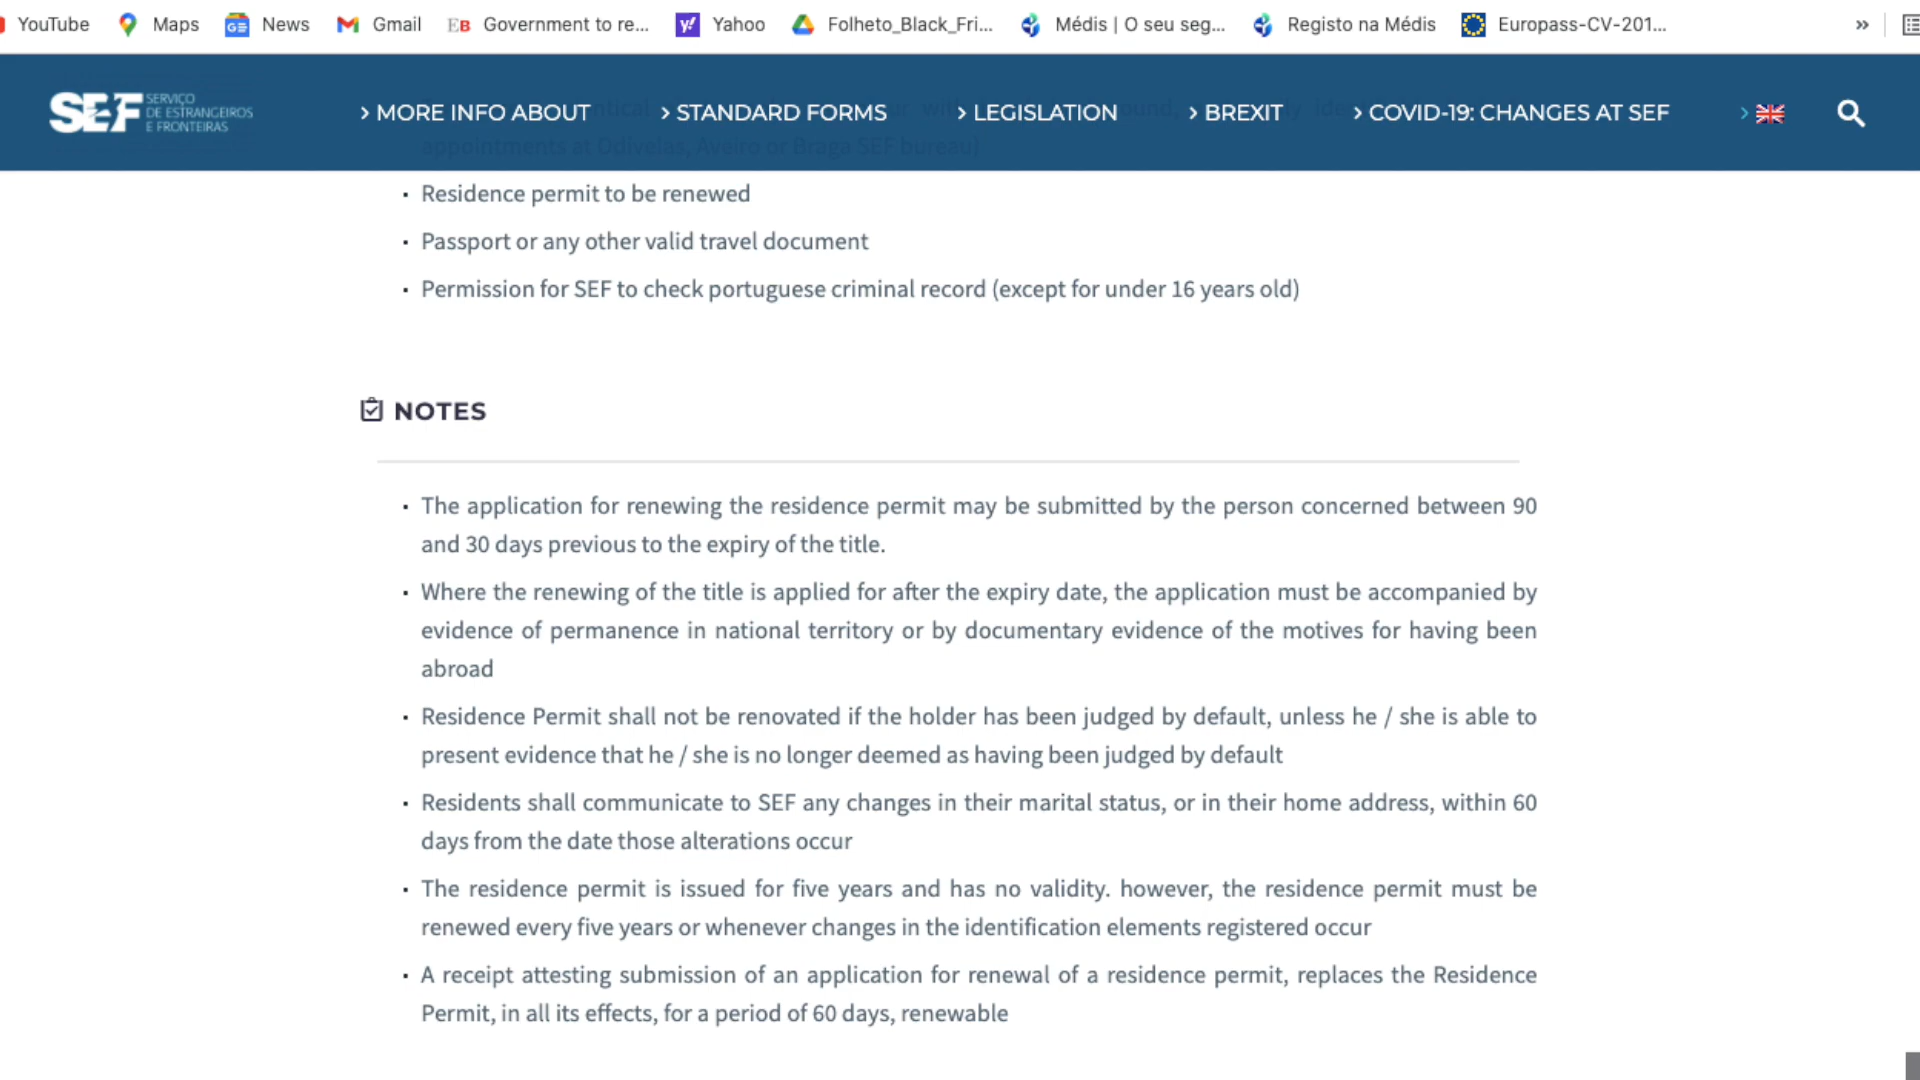 YouTube Maps News Gmail EB Government to re... Yahoo Folheto_Black_Fri... Médis | O seu seg... Registo na Médis Europass-CV-201... »
SEF SERVIÇO
DE ESTRANGEIROS
E FRONTEIRAS
> MORE INFO ABOUT > STANDARD FORMS > LEGISLATION > BREXIT > COVID-19: CHANGES AT SEF >
appointments at Odivelas, Aveiro or Braga SEF bureau)
· Residence permit to be renewed
· Passport or any other valid travel document
· Permission for SEF to check portuguese criminal record (except for under 16 years old)
NOTES
· The application for renewing the residence permit may be submitted by the person concerned between 90
and 30 days previous to the expiry of the title.
· Where the renewing of the title is applied for after the expiry date, the application must be accompanied by
evidence of permanence in national territory or by documentary evidence of the motives for having been
abroad
· Residence Permit shall not be renovated if the holder has been judged by default, unless he / she is able to
present evidence that he / she is no longer deemed as having been judged by default
· Residents shall communicate to SEF any changes in their marital status, or in their home address, within 60
days from the date those alterations occur
· The residence permit is issued for five years and has no validity. however, the residence permit must be
renewed every five years or whenever changes in the identification elements registered occur
· A receipt attesting submission of an application for renewal of a residence permit, replaces the Residence
Permit, in all its effects, for a period of 60 days, renewable